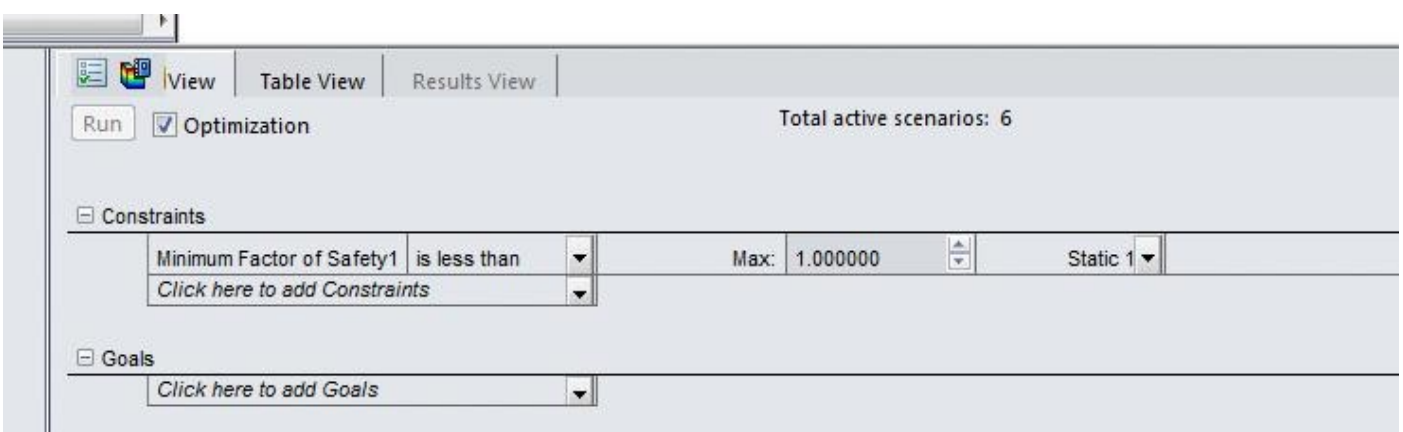 View Table View Results View
Run Optimization Total active scenarios: 6
Constraints
Minimum Factor of Safety1 is less than Max: 1.000000 Static 1
Click here to add Constraints
Goals
Click here to add Goals